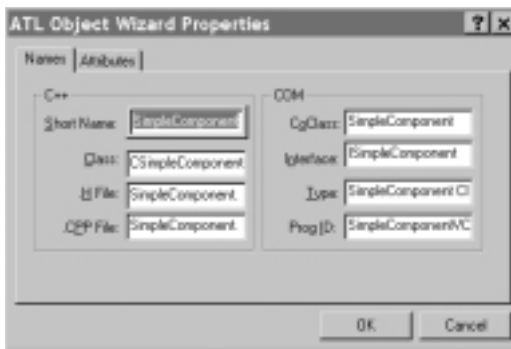 ATL Object Wizard Properties ? x
Names Attributes
C++
Short Name: SimpleComponent
Class: CSimpleComponent
.H File: SimpleComponent.
.CPP File: SimpleComponent.
COM
CoClass: SimpleComponent
Interface: ISimpleComponent
Type: SimpleComponent Cl
Prog ID: SimpleComponentVC
OK Cancel